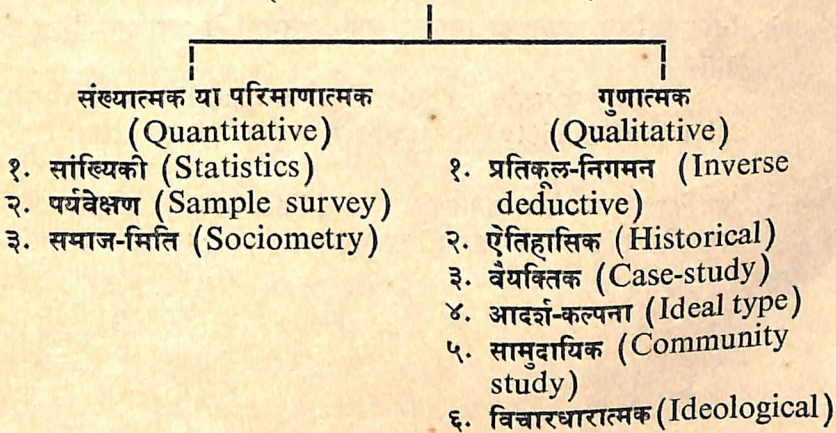 संख्यात्मक या परिमाणात्मक
(Quantitative)
१. सांख्यिकी (Statistics)
२. पर्यवेक्षण (Sample survey)
३. समाज-मिति (Sociometry)
गुणात्मक
(Qualitative)
१. प्रतिकूल-निगमन (Inverse
deductive)
२. ऐतिहासिक (Historical)
३. वैयक्तिक (Case-study)
४. आदर्श-कल्पना (Ideal type)
५. सामुदायिक (Community
study)
६. विचारधारात्मक (Ideological)